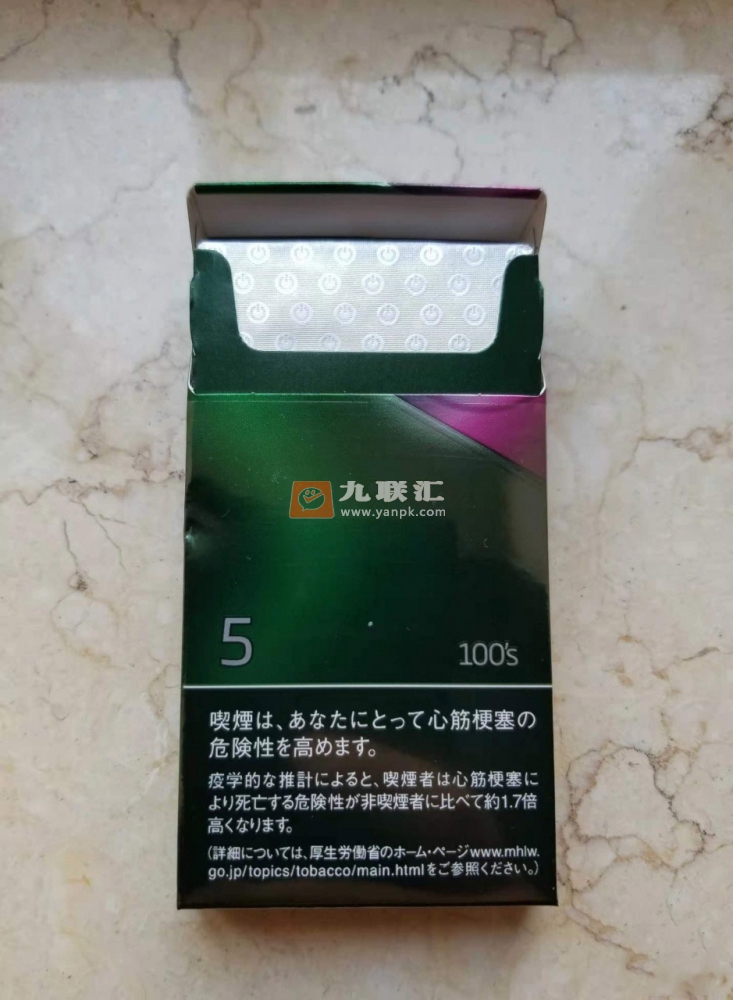 九联汇
www.yanpk.com
5
100's
喫煙は、あなたにとって心筋梗塞の
危険性を高めます。
疫学的な推計によると、喫煙者は心筋梗塞に
より死亡する危険性が非喫煙者に比べて約1.7倍
高くなります。
(詳細については、厚生労働省のホーム・ページwww.mhlw.
go.jp/topics/tobacco/main.htmlをご参照ください。)